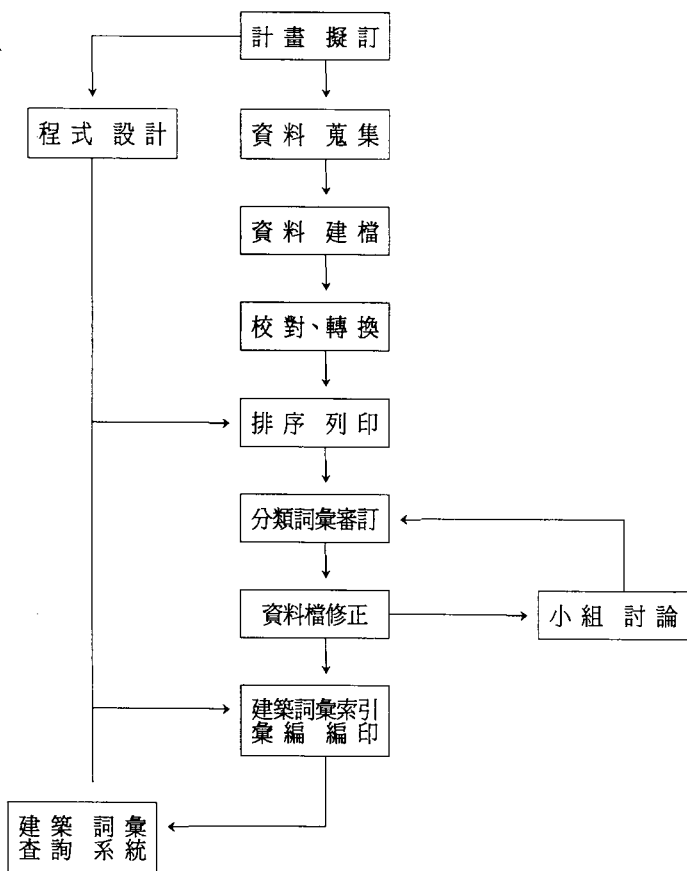 計畫 擬訂
程式 設計
資料 蒐集
資料 建檔
校對、轉換
排序 列印
分類詞彙審訂
資料檔修正
小組 討論
建築詞彙索引
彙編 編印
建築 詞彙
查詢 系統